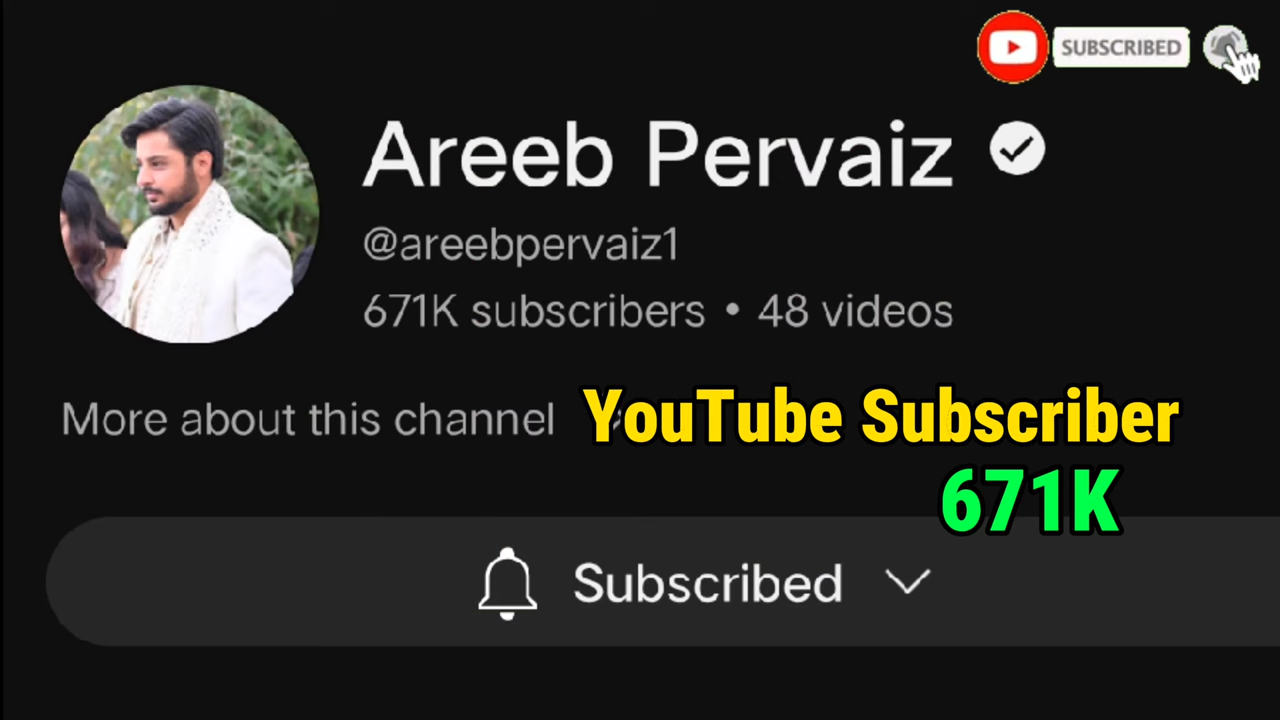 SUBSCRIBED
Areeb Pervaiz
@areebpervaiz1
671K subscribers • 48 videos
More about this channel
YouTube Subscriber
671K
Subscribed